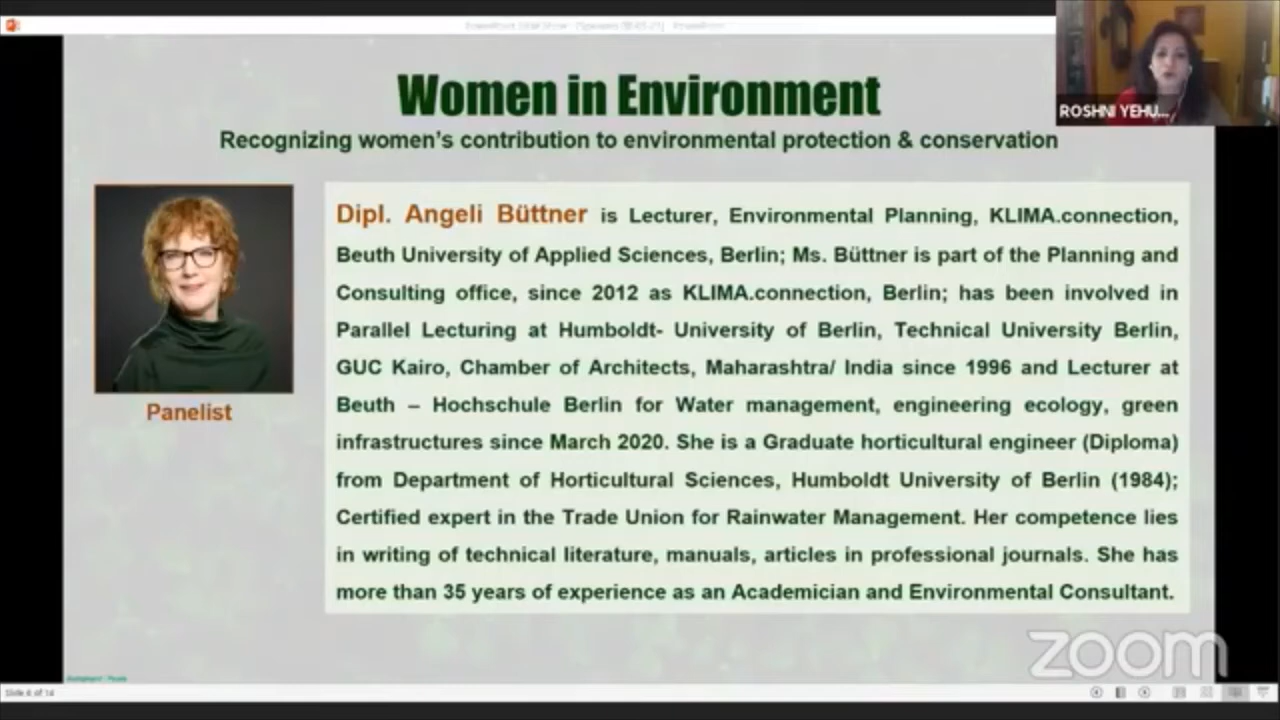 ROSHNI YEHU...
Women in Environment
Recognizing women's contribution to environmental protection & conservation
Panelist
Dipl. Angeli Büttner is Lecturer, Environmental Planning, KLIMA.connection,
Beuth University of Applied Sciences, Berlin; Ms. Büttner is part of the Planning and
Consulting office, since 2012 as KLIMA.connection, Berlin; has been involved in
Parallel Lecturing at Humboldt- University of Berlin, Technical University Berlin,
GUC Kairo, Chamber of Architects, Maharashtra/ India since 1996 and Lecturer at
Beuth – Hochschule Berlin for Water management, engineering ecology, green
infrastructures since March 2020. She is a Graduate horticultural engineer (Diploma)
from Department of Horticultural Sciences, Humboldt University of Berlin (1984);
Certified expert in the Trade Union for Rainwater Management. Her competence lies
in writing of technical literature, manuals, articles in professional journals. She has
more than 35 years of experience as an Academician and Environmental Consultant.
zoom
Slide 6 of 14